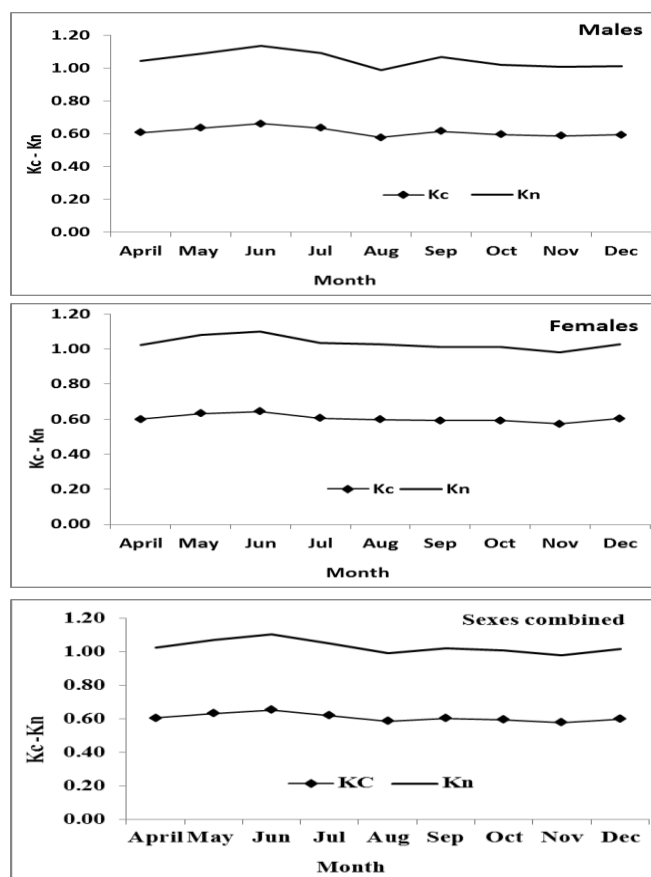 Males
1.20
1.00
0.80
0.60
0.40
0.20
0.00
Kc - Kn
Kc Kn
April May Jun Jul Aug Sep Oct Nov Dec
Month
Females
1.20
1.00
0.80
0.60
0.40
0.20
0.00
Kc - Kn
Kc Kn
April May Jun Jul Aug Sep Oct Nov Dec
Month
Sexes combined
1.20
1.00
0.80
0.60
0.40
0.20
0.00
Kc-Kn
KC Kn
April May Jun Jul Aug Sep Oct Nov Dec
Month